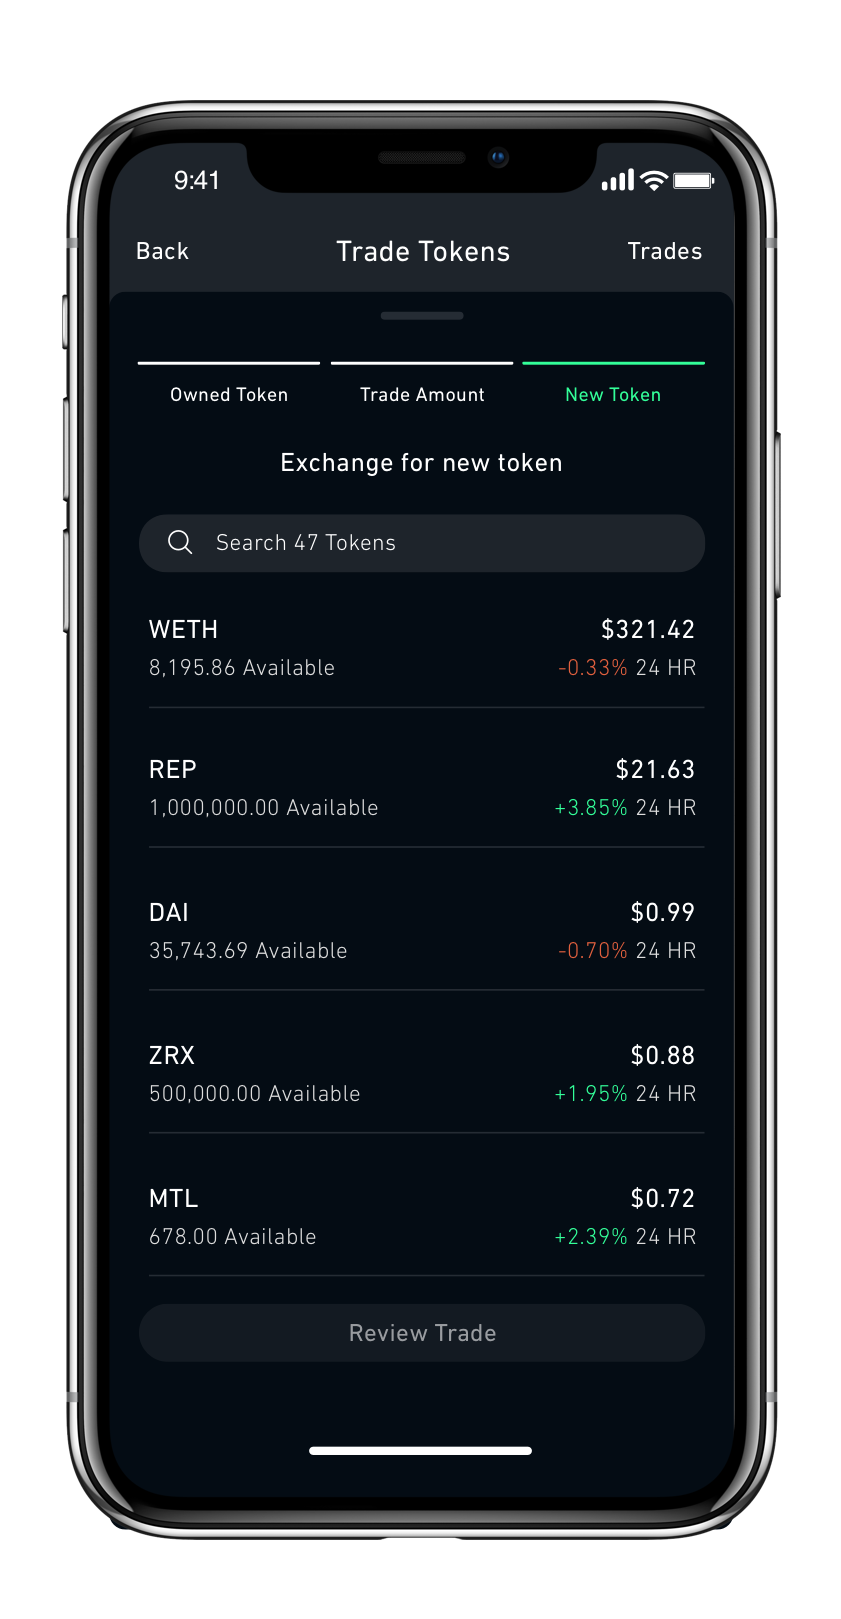 9:41
Back Trade Tokens Trades
Owned Token Trade Amount New Token
Exchange for new token
Search 47 Tokens
WETH $321.42
8,195.86 Available -0.33% 24 HR
REP $21.63
1,000,000.00 Available +3.85% 24 HR
DAI $0.99
35,743.69 Available -0.70% 24 HR
ZRX $0.88
500,000.00 Available +1.95% 24 HR
MTL $0.72
678.00 Available +2.39% 24 HR
Review Trade